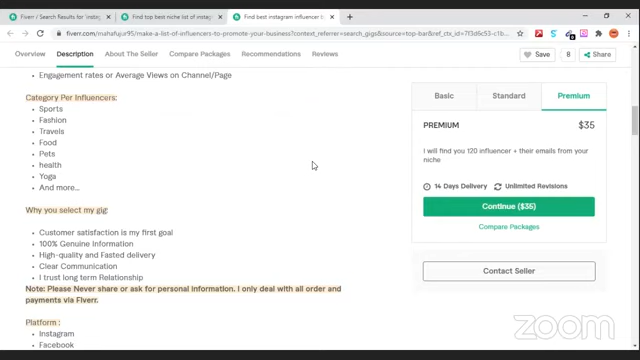 Fiverr / Search Results for 'instag
Find top best niche list of instag
Find best instagram influencer li
fiverr.com/mahafujur95/make-a-list-of-influencers-to-promote-your-business?context_referrer=search_gigs&source=top-bar&ref_ctx_id=7f3d6c53-c1b...
Overview Description About The Seller Compare Packages Recommendations Reviews Save 8 Share
Engagement rates or Average Views on Channel/Page
Category Per Influencers:
Sports
Fashion
Travels
Food
Pets
health
Yoga
And more...
Why you select my gig:
Customer satisfaction is my first goal
100% Genuine Information
High-quality and Fasted delivery
Clear Communication
I trust long term Relationship
Note: Please Never share or ask for personal information. I only deal with all order and
payments via Fiverr.
Platform :
Instagram
Facebook
Basic Standard Premium
PREMIUM $35
I will find you 120 influencer + their emails from your
niche
14 Days Delivery Unlimited Revisions
Continue ($35)
Compare Packages
Contact Seller
zoom